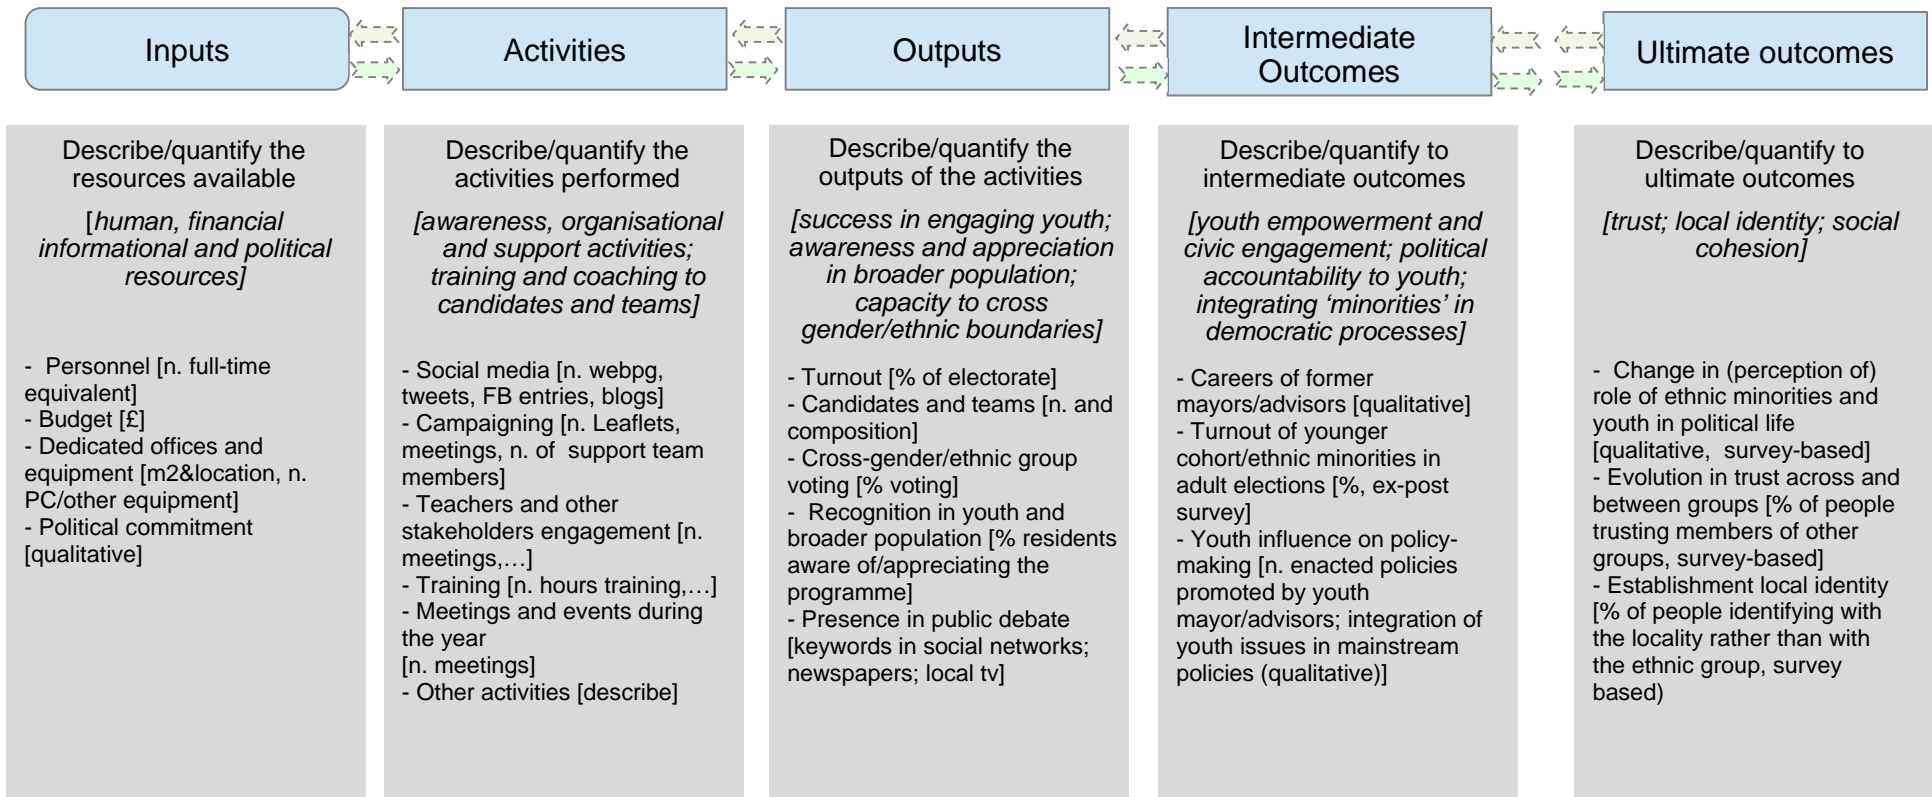 Inputs
Activities
Outputs
Intermediate
Outcomes
Ultimate outcomes
Describe/quantify the
resources available
[human, financial
informational and political
resources]
- Personnel [n. full-time
equivalent]
- Budget [£]
- Dedicated offices and
equipment [m2&location, n.
PC/other equipment]
- Political commitment
[qualitative]
Describe/quantify the
activities performed
[awareness, organisational
and support activities;
training and coaching to
candidates and teams]
- Social media [n. webpg,
tweets, FB entries, blogs]
- Campaigning [n. Leaflets,
meetings, n. of support team
members]
- Teachers and other
stakeholders engagement [n.
meetings,…]
- Training [n. hours training,…]
- Meetings and events during
the year
[n. meetings]
- Other activities [describe]
Describe/quantify the
outputs of the activities
[success in engaging youth;
awareness and appreciation
in broader population;
capacity to cross
gender/ethnic boundaries]
- Turnout [% of electorate]
- Candidates and teams [n. and
composition]
- Cross-gender/ethnic group
voting [% voting]
- Recognition in youth and
broader population [% residents
aware of/appreciating the
programme]
- Presence in public debate
[keywords in social networks;
newspapers; local tv]
Describe/quantify to
intermediate outcomes
[youth empowerment and
civic engagement; political
accountability to youth;
integrating ‘minorities’ in
democratic processes]
- Careers of former
mayors/advisors [qualitative]
- Turnout of younger
cohort/ethnic minorities in
adult elections [%, ex-post
survey]
- Youth influence on policy-
making [n. enacted policies
promoted by youth
mayor/advisors; integration of
youth issues in mainstream
policies (qualitative)]
Describe/quantify to
ultimate outcomes
[trust; local identity; social
cohesion]
- Change in (perception of)
role of ethnic minorities and
youth in political life
[qualitative, survey-based]
- Evolution in trust across and
between groups [% of people
trusting members of other
groups, survey-based]
- Establishment local identity
[% of people identifying with
the locality rather than with
the ethnic group, survey
based)